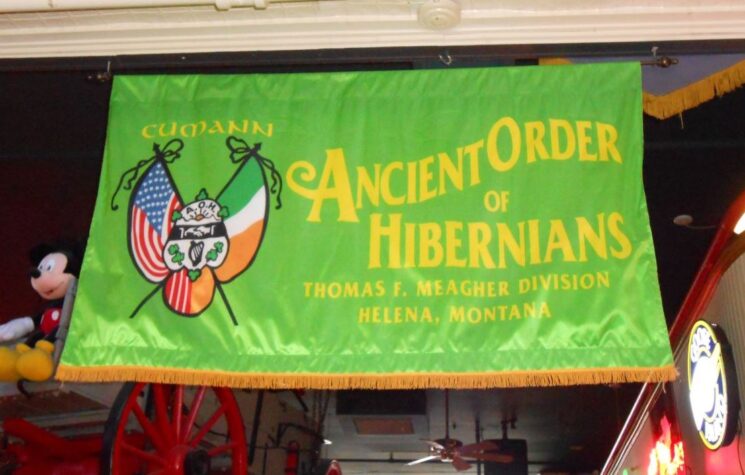 CUMANN
A.O.H.
ANCIENT ORDER
OF
HIBERNIANS
THOMAS F. MEAGHER DIVISION
HELENA, MONTANA